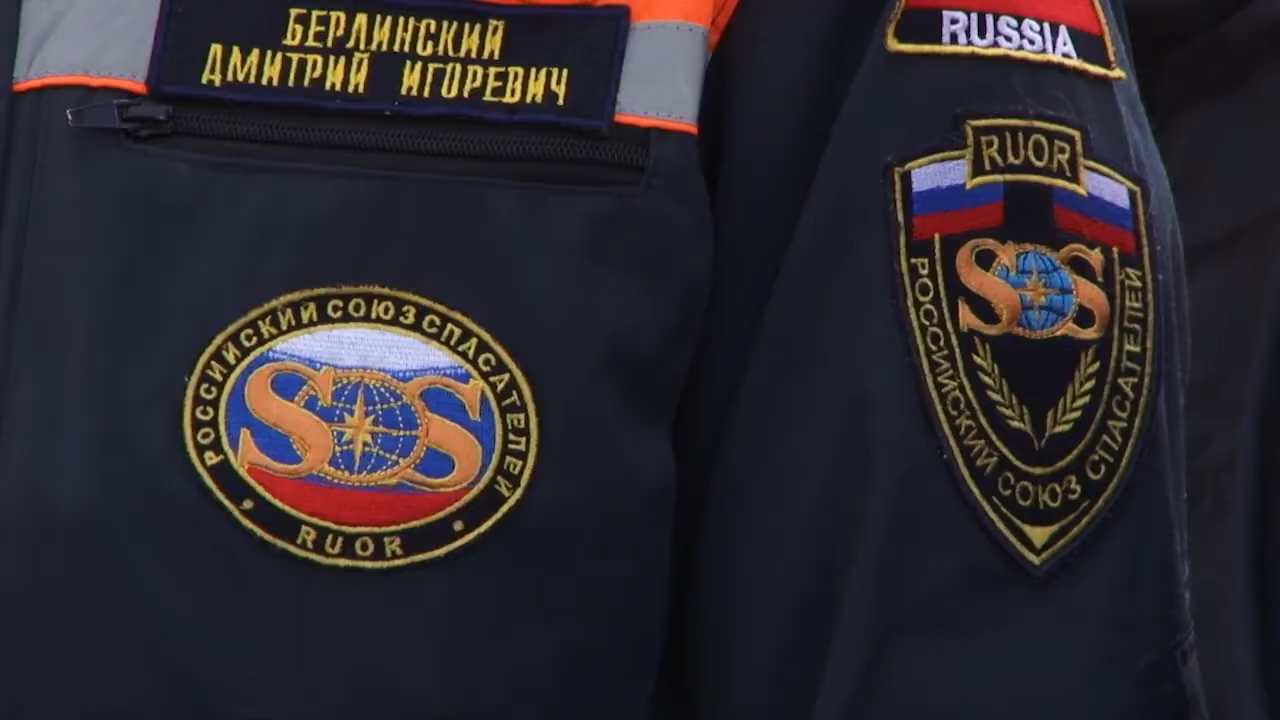 БЕРЛИНСКИЙ
ДМИТРИЙ ИГОРЕВИЧ
RUSSIA
RUOR
SOS
РОССИЙСКИЙ СОЮЗ СПАСАТЕЛЕЙ
РОССИЙСКИЙ СОЮЗ СПАСАТЕЛЕЙ
SOS
RUOR